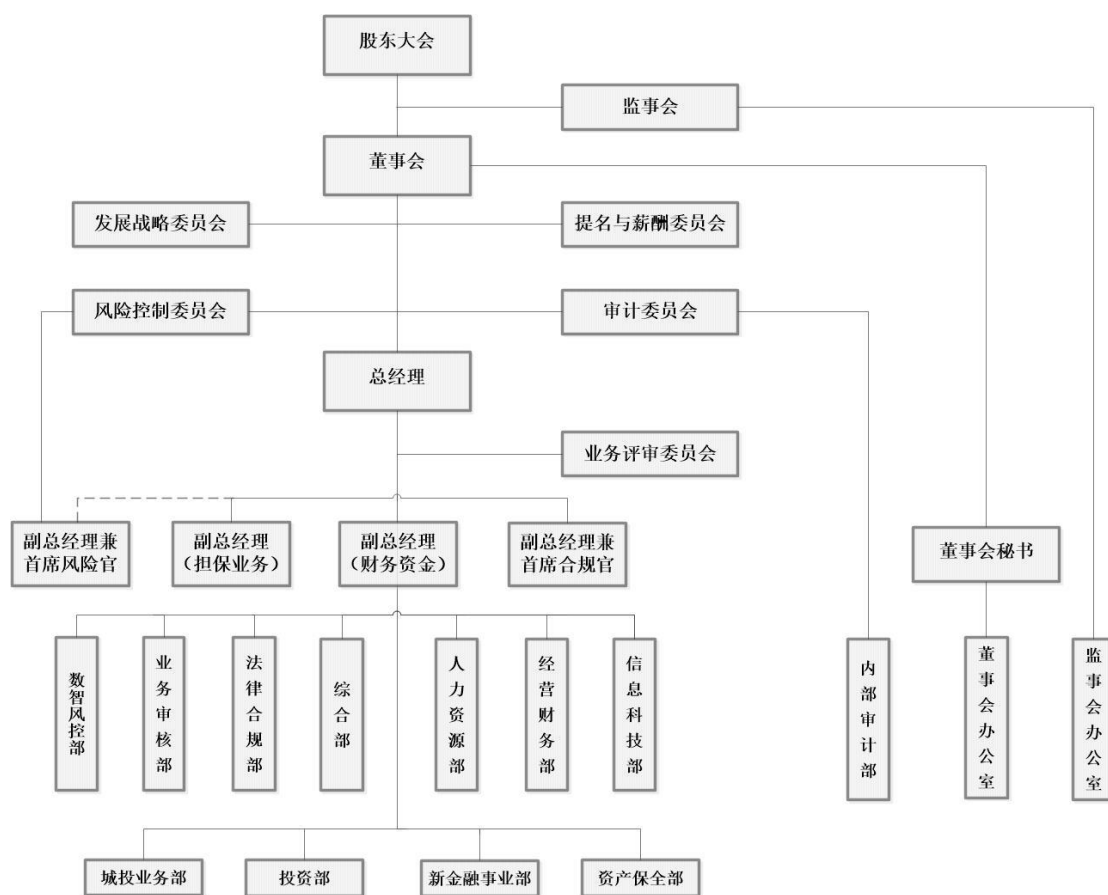 股东大会
监事会
董事会
发展战略委员会
提名与薪酬委员会
风险控制委员会
审计委员会
总经理
业务评审委员会
副总经理兼
首席风险官
副总经理
（担保业务）
副总经理
（财务资金）
副总经理兼
首席合规官
董事会秘书
数智风控部
业务审核部
法律合规部
综合部
人力资源部
经营财务部
信息科技部
内部审计部
董事会办公室
监事会办公室
城投业务部
投资部
新金融事业部
资产保全部